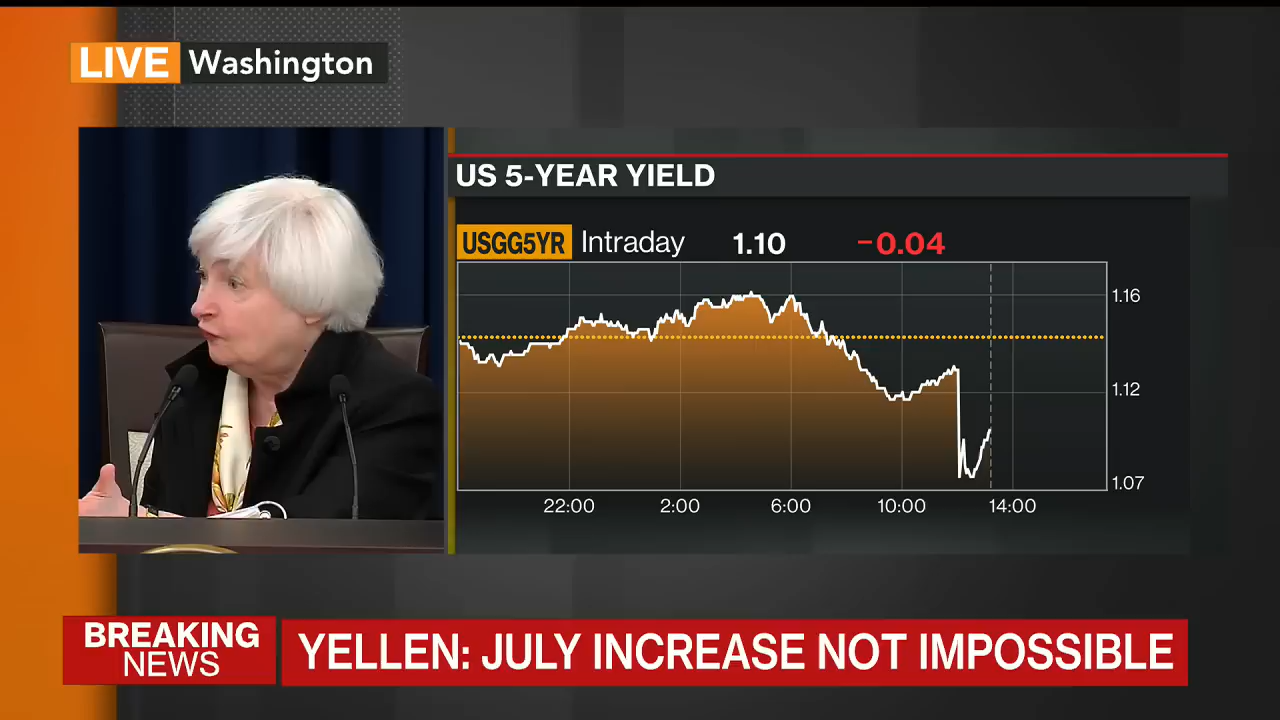 LIVE Washington
US 5-YEAR YIELD
USGG5YR Intraday 1.10 -0.04
1.16
1.12
1.07
22:00 2:00 6:00 10:00 14:00
BREAKING
NEWS
YELLEN: JULY INCREASE NOT IMPOSSIBLE